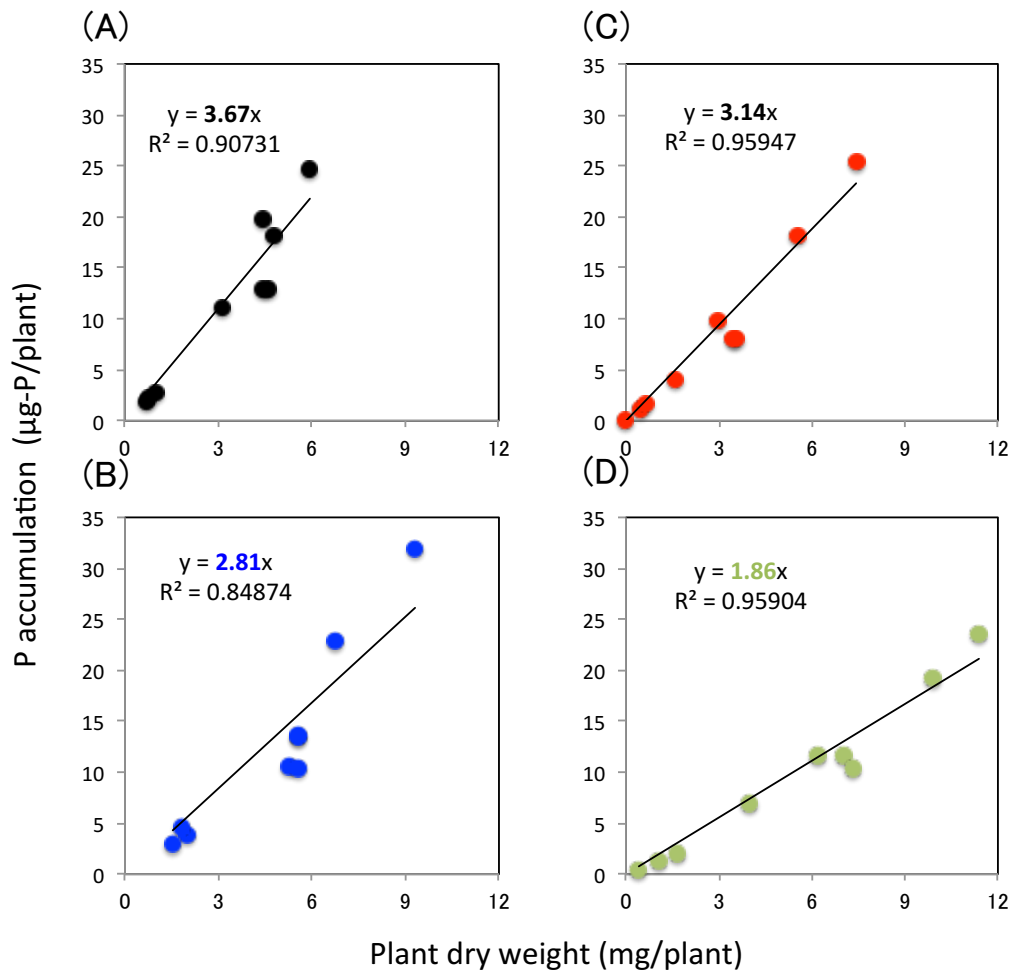 (A)
35
30
25
20
15
10
5
0
0 3 6 9 12
y = 3.67x
R² = 0.90731
(C)
35
30
25
20
15
10
5
0
0 3 6 9 12
y = 3.14x
R² = 0.95947
(B)
35
30
25
20
15
10
5
0
0 3 6 9 12
y = 2.81x
R² = 0.84874
(D)
35
30
25
20
15
10
5
0
0 3 6 9 12
y = 1.86x
R² = 0.95904
P accumulation (µg-P/plant)
Plant dry weight (mg/plant)